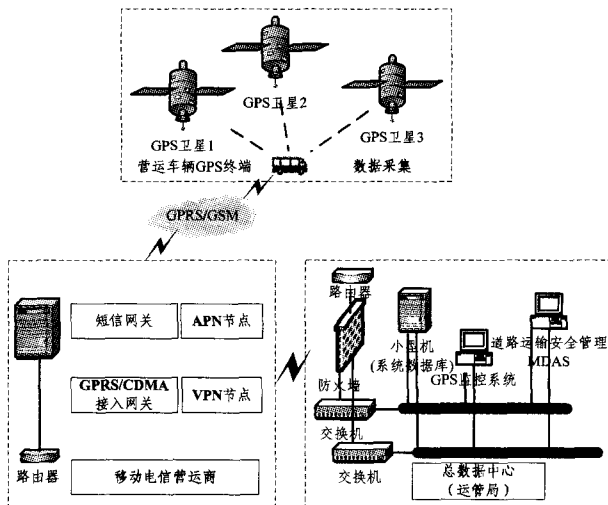 GPS卫星2
GPS卫星1
GPS卫星3
营运车辆GPS终端
数据采集
GPRS/GSM
短信网关
APN节点
GPRS/CDMA
接入网关
VPN节点
路由器
移动电信营运商
路由器
小型机
(系统数据库)
道路运输安全管理
MDAS
GPS监控系统
防火墙
交换机
交换机
总数据中心
(运管局)